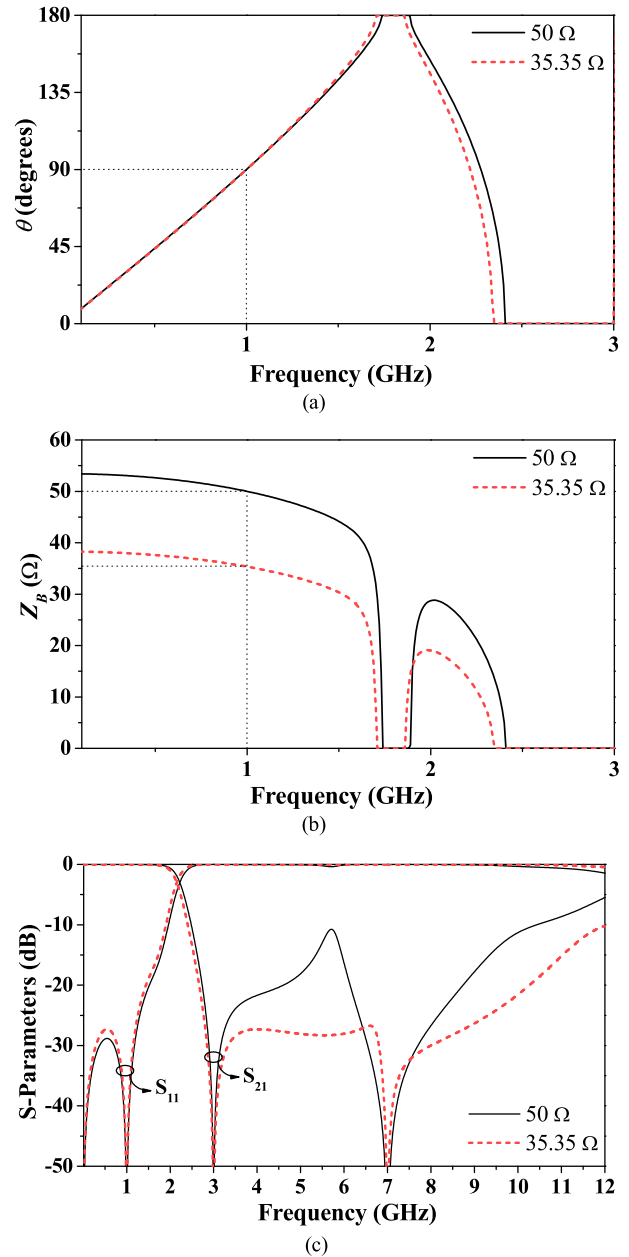 180
135
90
45
0
θ (degrees)
50 Ω
35.35 Ω
1
2
3
Frequency (GHz)
(a)
60
50
40
30
20
10
0
Z_B (Ω)
50 Ω
35.35 Ω
1
2
3
Frequency (GHz)
(b)
0
-10
-20
-30
-40
-50
S-Parameters (dB)
S11
S21
50 Ω
35.35 Ω
1 2 3 4 5 6 7 8 9 10 11 12
Frequency (GHz)
(c)